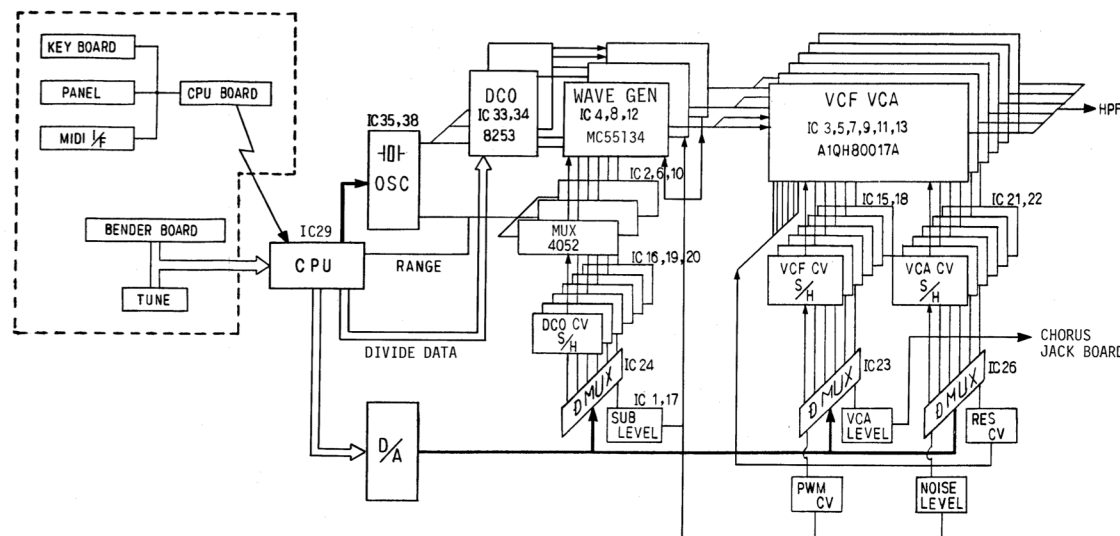 KEY BOARD
PANEL
MIDI I/F
CPU BOARD
BENDER BOARD
TUNE
IC29
CPU
RANGE
DIVIDE DATA
IC35,38
OSC
DCO
IC 33,34
8253
WAVE GEN
IC 4,8,12
MC55134
IC 2,6,10
MUX
4052
IC 16,19,20
DCO CV
S/H
D MUX
IC 24
IC 1,17
SUB
LEVEL
D/A
VCF VCA
IC 3,5,7,9,11,13
A1QH80017A
HPF
IC 15,18
VCF CV
S/H
IC 21,22
VCA CV
S/H
CHORUS
JACK BOARD
D MUX
IC23
VCA
LEVEL
D MUX
IC26
RES
CV
PWM
CV
NOISE
LEVEL